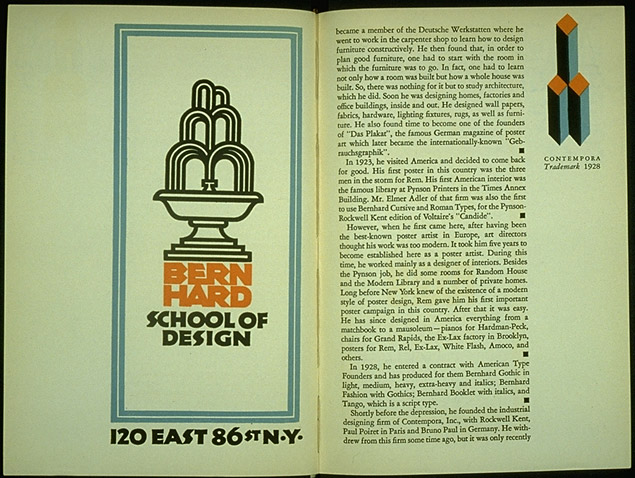 BERN
HARD
SCHOOL OF
DESIGN
120 EAST 86 ST N·Y·
became a member of the Deutsche Werkstatten where he
went to work in the carpenter shop to learn how to design
furniture constructively. He then found that, in order to
plan good furniture, one had to start with the room in
which the furniture was to go. In fact, one had to learn
not only how a room was built but how a whole house was
built. So, there was nothing for it but to study architecture,
which he did. Soon he was designing homes, factories and
office buildings, inside and out. He designed wall papers,
fabrics, hardware, lighting fixtures, rugs, as well as furni-
ture. He also found time to become one of the founders
of "Das Plakat", the famous German magazine of poster
art which later became the internationally-known "Geb-
rauchsgraphik".
In 1923, he visited America and decided to come back
for good. His first poster in this country was the three
men in the storm for Rem. His first American interior was
the famous library at Pynson Printers in the Times Annex
Building. Mr. Elmer Adler of that firm was also the first
to use Bernhard Cursive and Roman Types, for the Pynson-
Rockwell Kent edition of Voltaire's "Candide".
However, when he first came here, after having been
the best-known poster artist in Europe, art directors
thought his work was too modern. It took him five years to
become established here as a poster artist. During this
time, he worked mainly as a designer of interiors. Besides
the Pynson job, he did some rooms for Random House
and the Modern Library and a number of private homes.
Long before New York knew of the existence of a modern
style of poster design, Rem gave him his first important
poster campaign in this country. After that it was easy.
He has since designed in America everything from a
matchbook to a mausoleum—pianos for Hardman-Peck,
chairs for Grand Rapids, the Ex-Lax factory in Brooklyn,
posters for Rem, Rel, Ex-Lax, White Flash, Amoco, and
others.
In 1928, he entered a contract with American Type
Founders and has produced for them Bernhard Gothic in
light, medium, heavy, extra-heavy and italics; Bernhard
Fashion with Gothics; Bernhard Booklet with italics, and
Tango, which is a script type.
Shortly before the depression, he founded the industrial
designing firm of Contempora, Inc., with Rockwell Kent,
Paul Poiret in Paris and Bruno Paul in Germany. He with-
drew from this firm some time ago, but it was only recently
CONTEMPORA
Trademark 1928